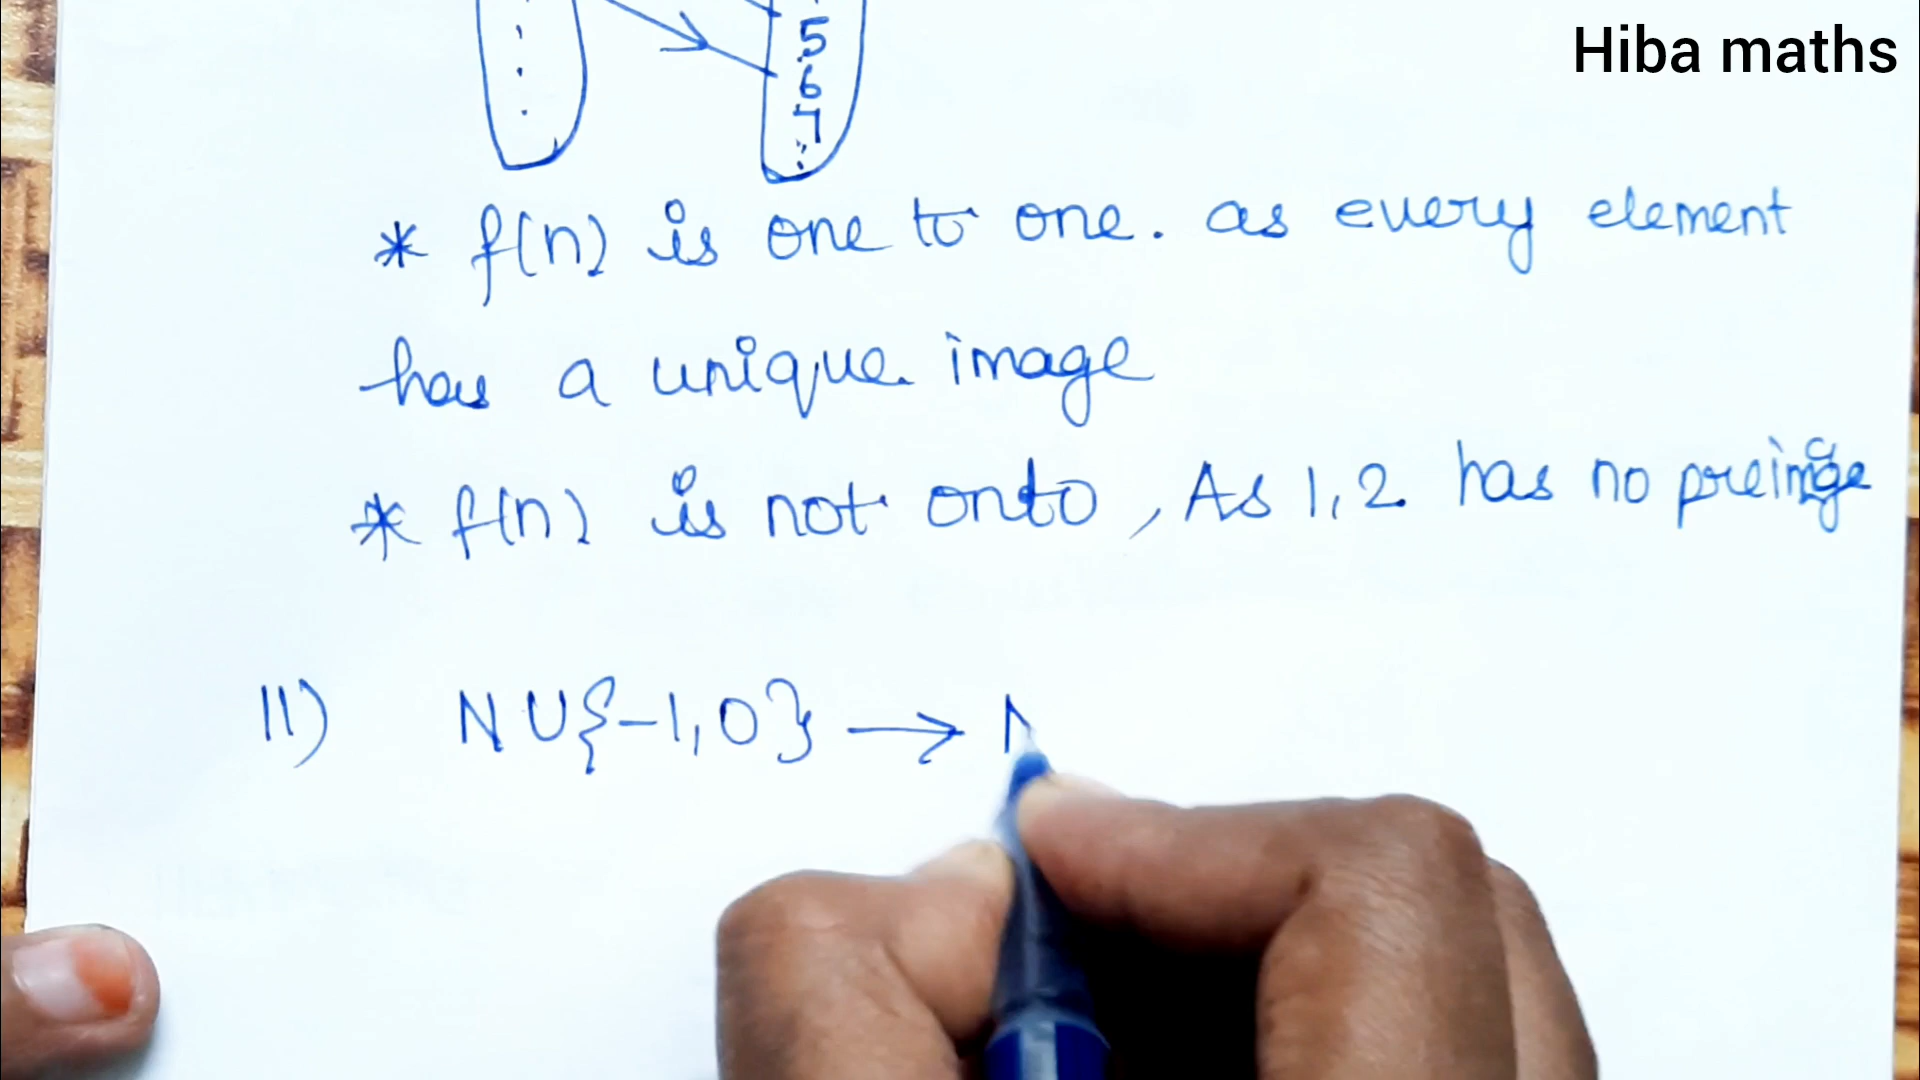 Hiba maths
5
6
7
* f(n) is one to one. as every element
has a unique image
* f(n) is not onto, As 1, 2 has no preimge
II) N U {-1, 0} → N